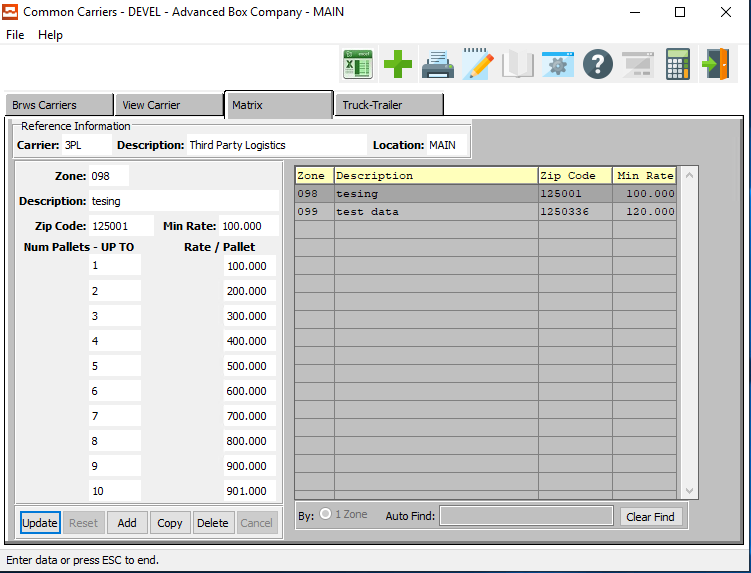 Common Carriers - DEVEL - Advanced Box Company - MAIN
File Help
Brws Carriers View Carrier Matrix Truck-Trailer
Reference Information
Carrier: 3PL Description: Third Party Logistics Location: MAIN
Zone: 098
Description: tesing
Zip Code: 125001 Min Rate: 100.000
Num Pallets - UP TO Rate / Pallet
1 100.000
2 200.000
3 300.000
4 400.000
5 500.000
6 600.000
7 700.000
8 800.000
9 900.000
10 901.000
Update Reset Add Copy Delete Cancel
Zone Description Zip Code Min Rate
098 tesing 125001 100.000
099 test data 1250336 120.000
By: 1 Zone Auto Find: Clear Find
Enter data or press ESC to end.